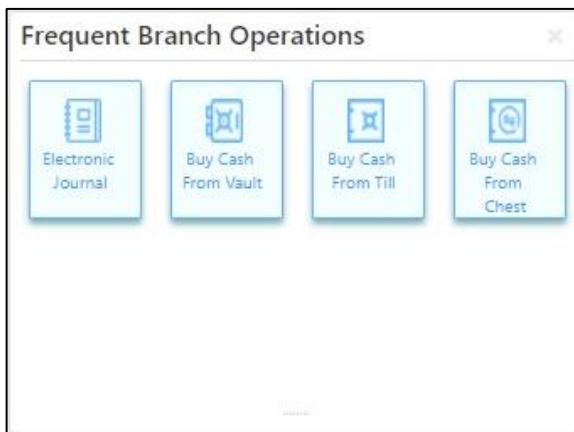 Frequent Branch Operations
Electronic
Journal
Buy Cash
From Vault
Buy Cash
From Till
Buy Cash
From
Chest